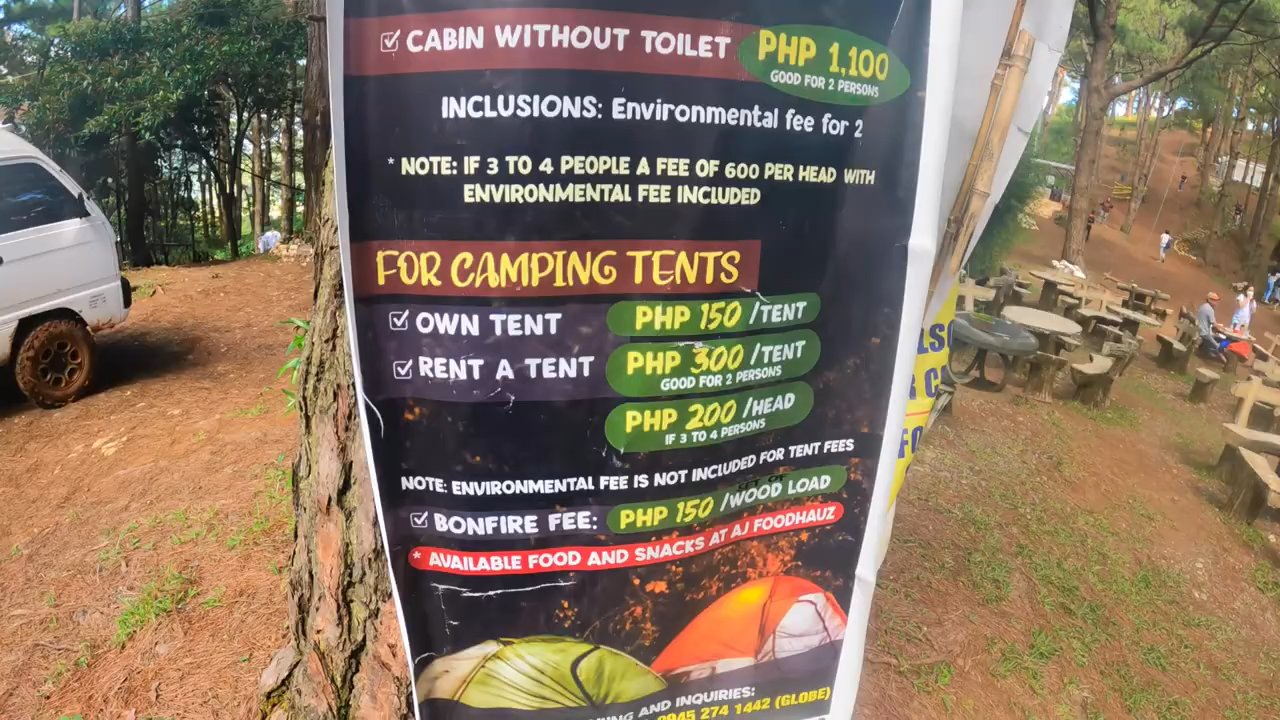 CABIN WITHOUT TOILET PHP 1,100
GOOD FOR 2 PERSONS
INCLUSIONS: Environmental fee for 2
* NOTE: IF 3 TO 4 PEOPLE A FEE OF 600 PER HEAD WITH
ENVIRONMENTAL FEE INCLUDED
FOR CAMPING TENTS
OWN TENT PHP 150 /TENT
RENT A TENT PHP 300 /TENT
GOOD FOR 2 PERSONS
PHP 200 /HEAD
IF 3 TO 4 PERSONS
NOTE: ENVIRONMENTAL FEE IS NOT INCLUDED FOR TENT FEES
BONFIRE FEE: PHP 150 /WOOD LOAD
* AVAILABLE FOOD AND SNACKS AT AJ FOODHAUZ
AND INQUIRIES:
0945 274 1442 (GLOBE)